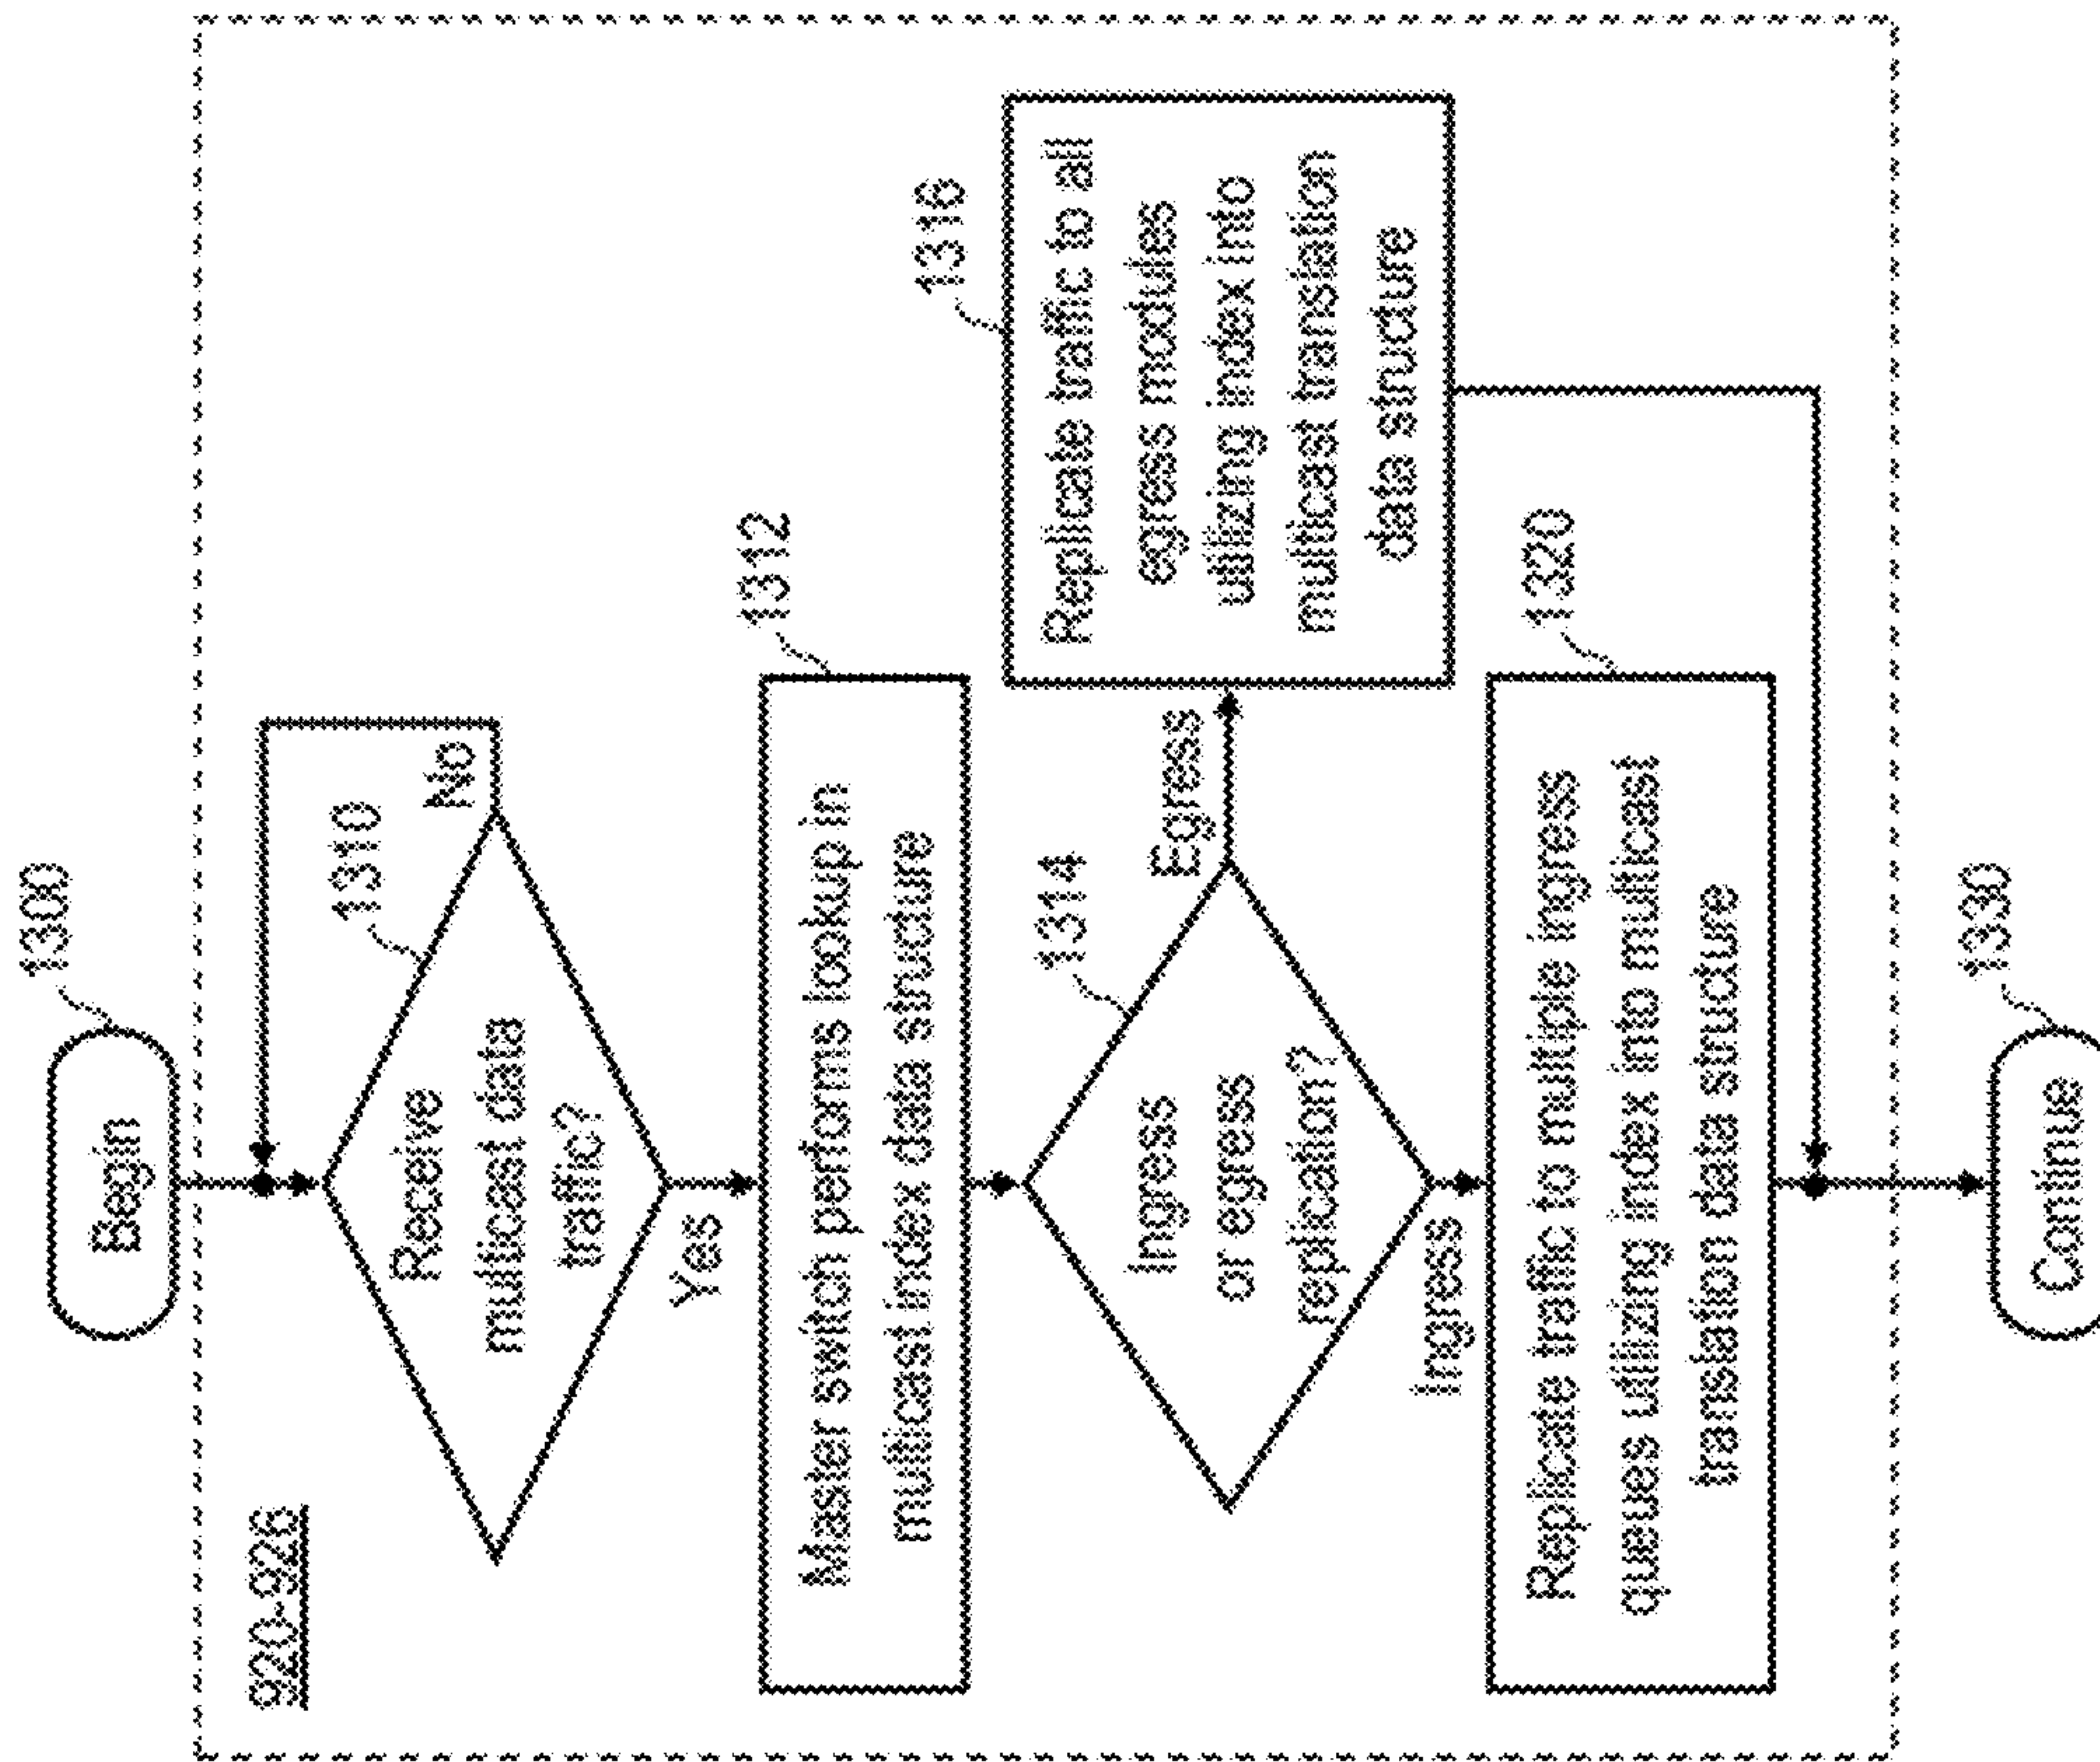 1300
Begin
920-926
1310
Receive
multicast data
traffic?
No
Yes
1312
Master switch performs lookup in
multicast index data structure
1314
Ingress
or egress
replication?
Egress
Ingress
1316
Replicate traffic to all
egress modules
utilizing index into
multicast translation
data structure
1320
Replicate traffic to multiple ingress
queues utilizing index into multicast
translation data structure
1330
Continue